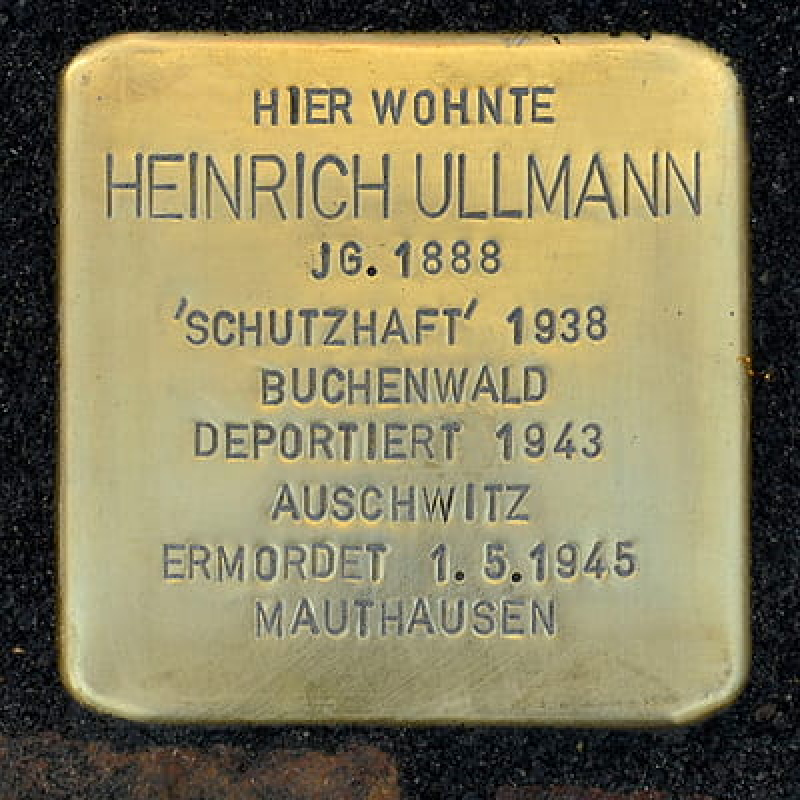 HIER WOHNTE
HEINRICH ULLMANN
JG. 1888
'SCHUTZHAFT' 1938
BUCHENWALD
DEPORTIERT 1943
AUSCHWITZ
ERMORDET 1.5.1945
MAUTHAUSEN